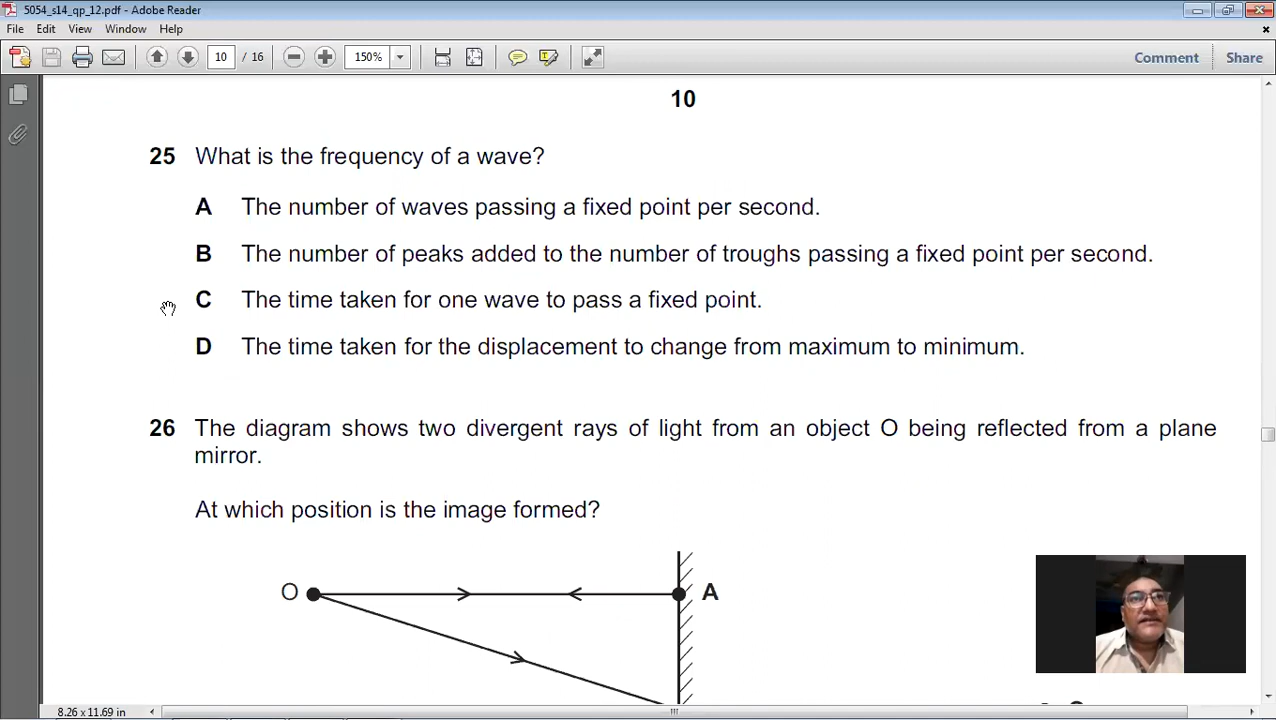 5054_s14_qp_12.pdf - Adobe Reader
File Edit View Window Help
10 / 16 150% Comment Share
10
25 What is the frequency of a wave?
A The number of waves passing a fixed point per second.
B The number of peaks added to the number of troughs passing a fixed point per second.
C The time taken for one wave to pass a fixed point.
D The time taken for the displacement to change from maximum to minimum.
26 The diagram shows two divergent rays of light from an object O being reflected from a plane
mirror.
At which position is the image formed?
O A
8.26 x 11.69 in